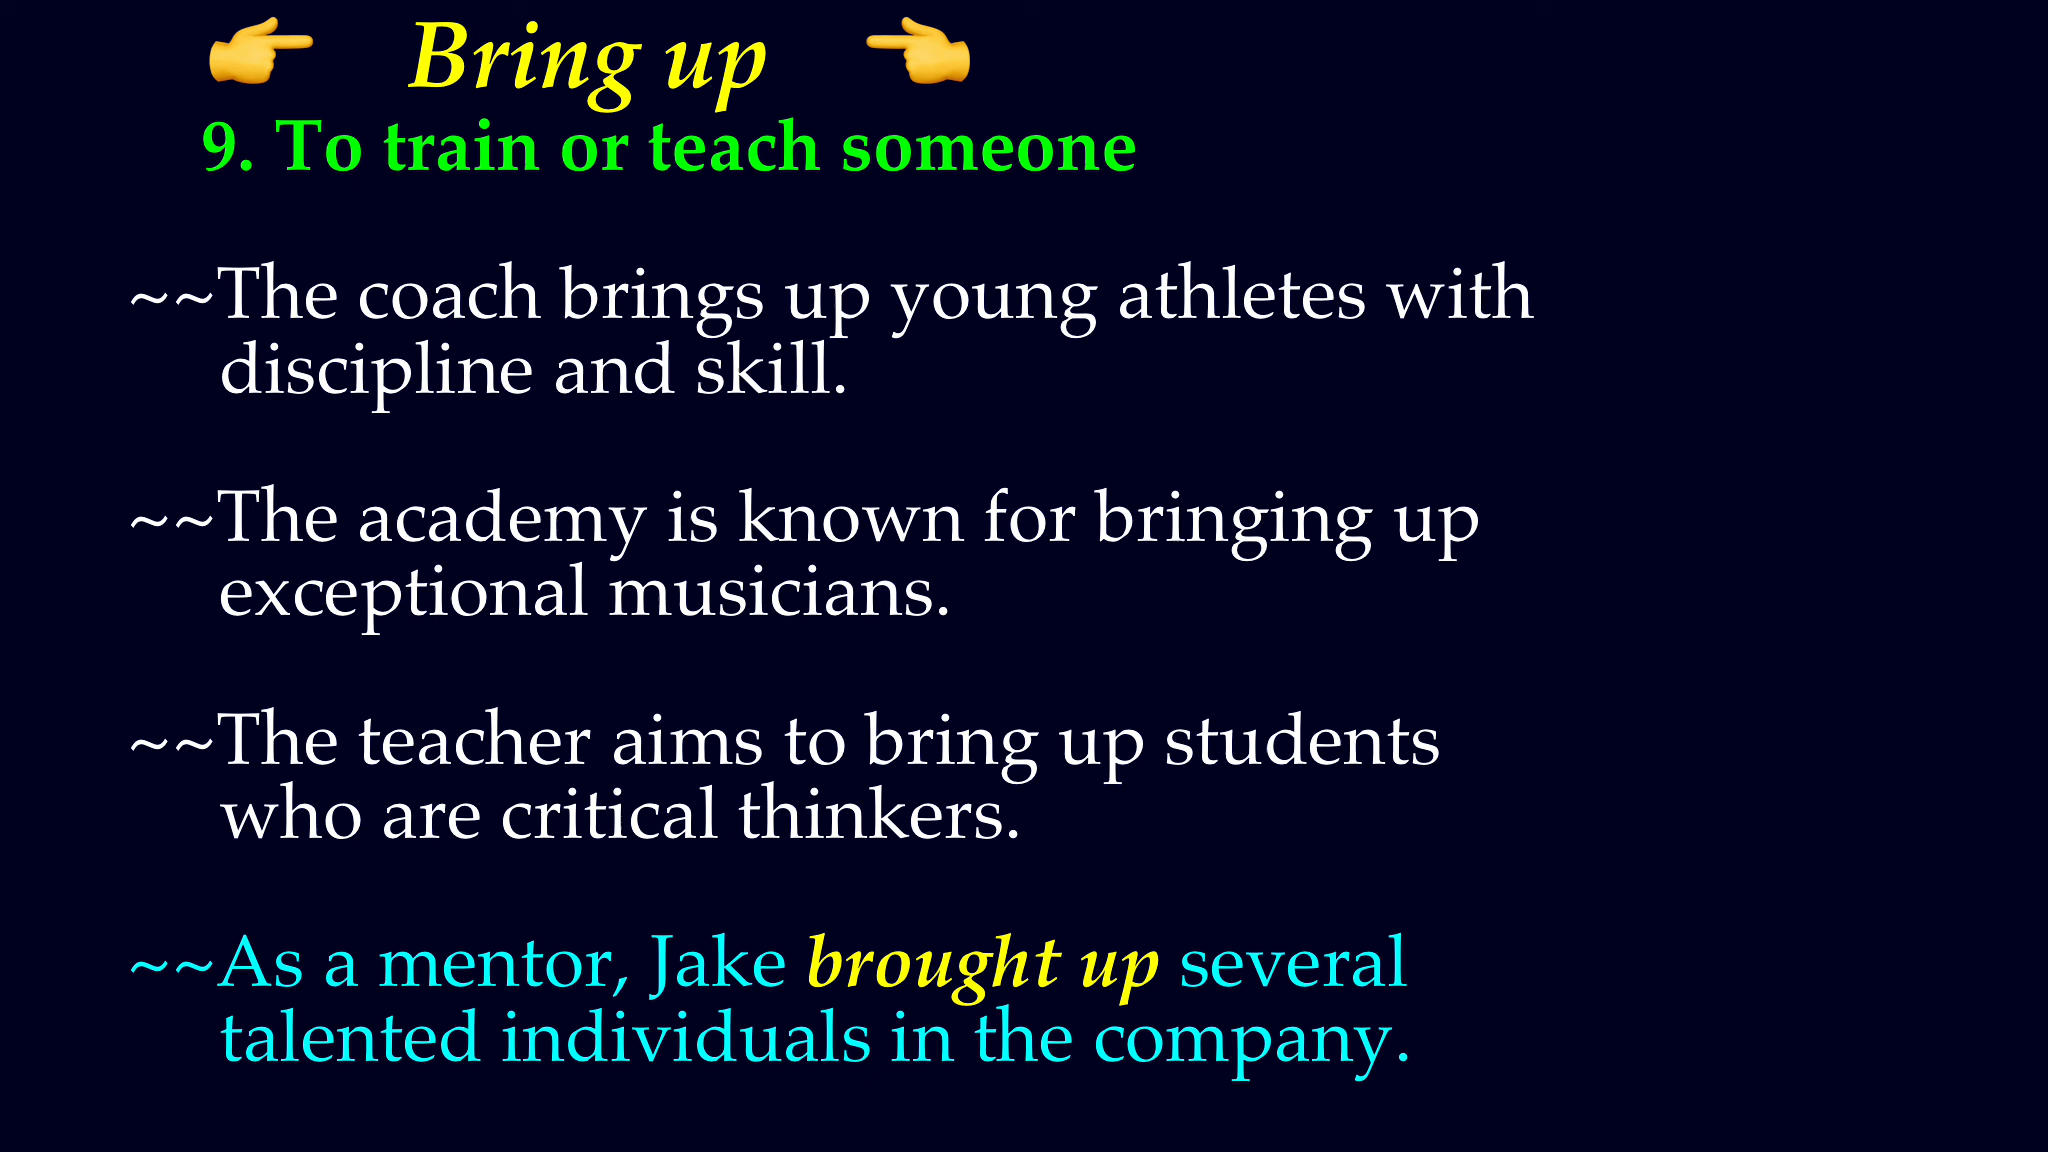 👉 Bring up 👈
9. To train or teach someone
~~The coach brings up young athletes with
discipline and skill.
~~The academy is known for bringing up
exceptional musicians.
~~The teacher aims to bring up students
who are critical thinkers.
~~As a mentor, Jake brought up several
talented individuals in the company.